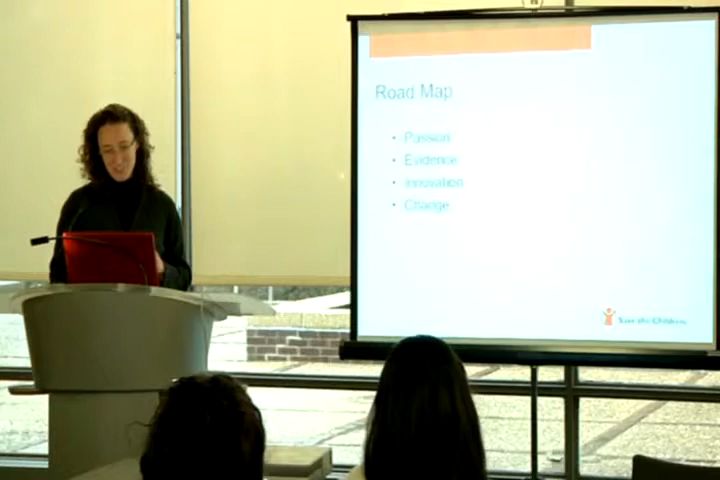 Road Map
• Passion
• Evidence
• Innovation
• Change
Save the Children